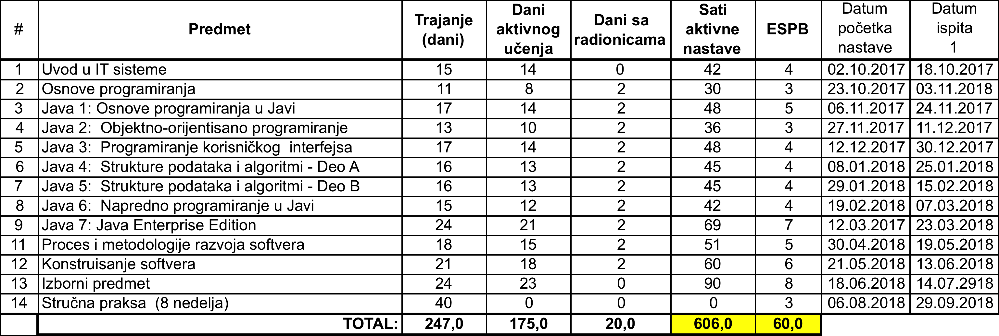 # Predmet Trajanje (dani) Dani aktivnog učenja Dani sa radionicama Sati aktivne nastave ESPB Datum početka nastave Datum ispita 1
1 Uvod u IT sisteme 15 14 0 42 4 02.10.2017 18.10.2017
2 Osnove programiranja 11 8 2 30 3 23.10.2017 03.11.2018
3 Java 1: Osnove programiranja u Javi 17 14 2 48 5 06.11.2017 24.11.2017
4 Java 2: Objektno-orijentisano programiranje 13 10 2 36 3 27.11.2017 11.12.2017
5 Java 3: Programiranje korisničkog interfejsa 17 14 2 48 4 12.12.2017 30.12.2017
6 Java 4: Strukture podataka i algoritmi - Deo A 16 13 2 45 4 08.01.2018 25.01.2018
7 Java 5: Strukture podataka i algoritmi - Deo B 16 13 2 45 4 29.01.2018 15.02.2018
8 Java 6: Napredno programiranje u Javi 15 12 2 42 4 19.02.2018 07.03.2018
9 Java 7: Java Enterprise Edition 24 21 2 69 7 12.03.2017 23.03.2018
11 Proces i metodologije razvoja softvera 18 15 2 51 5 30.04.2018 19.05.2018
12 Konstruisanje softvera 21 18 2 60 6 21.05.2018 13.06.2018
13 Izborni predmet 24 23 0 90 8 18.06.2018 14.07.2918
14 Stručna praksa (8 nedelja) 40 0 0 0 3 06.08.2018 29.09.2018
TOTAL: 247,0 175,0 20,0 606,0 60,0